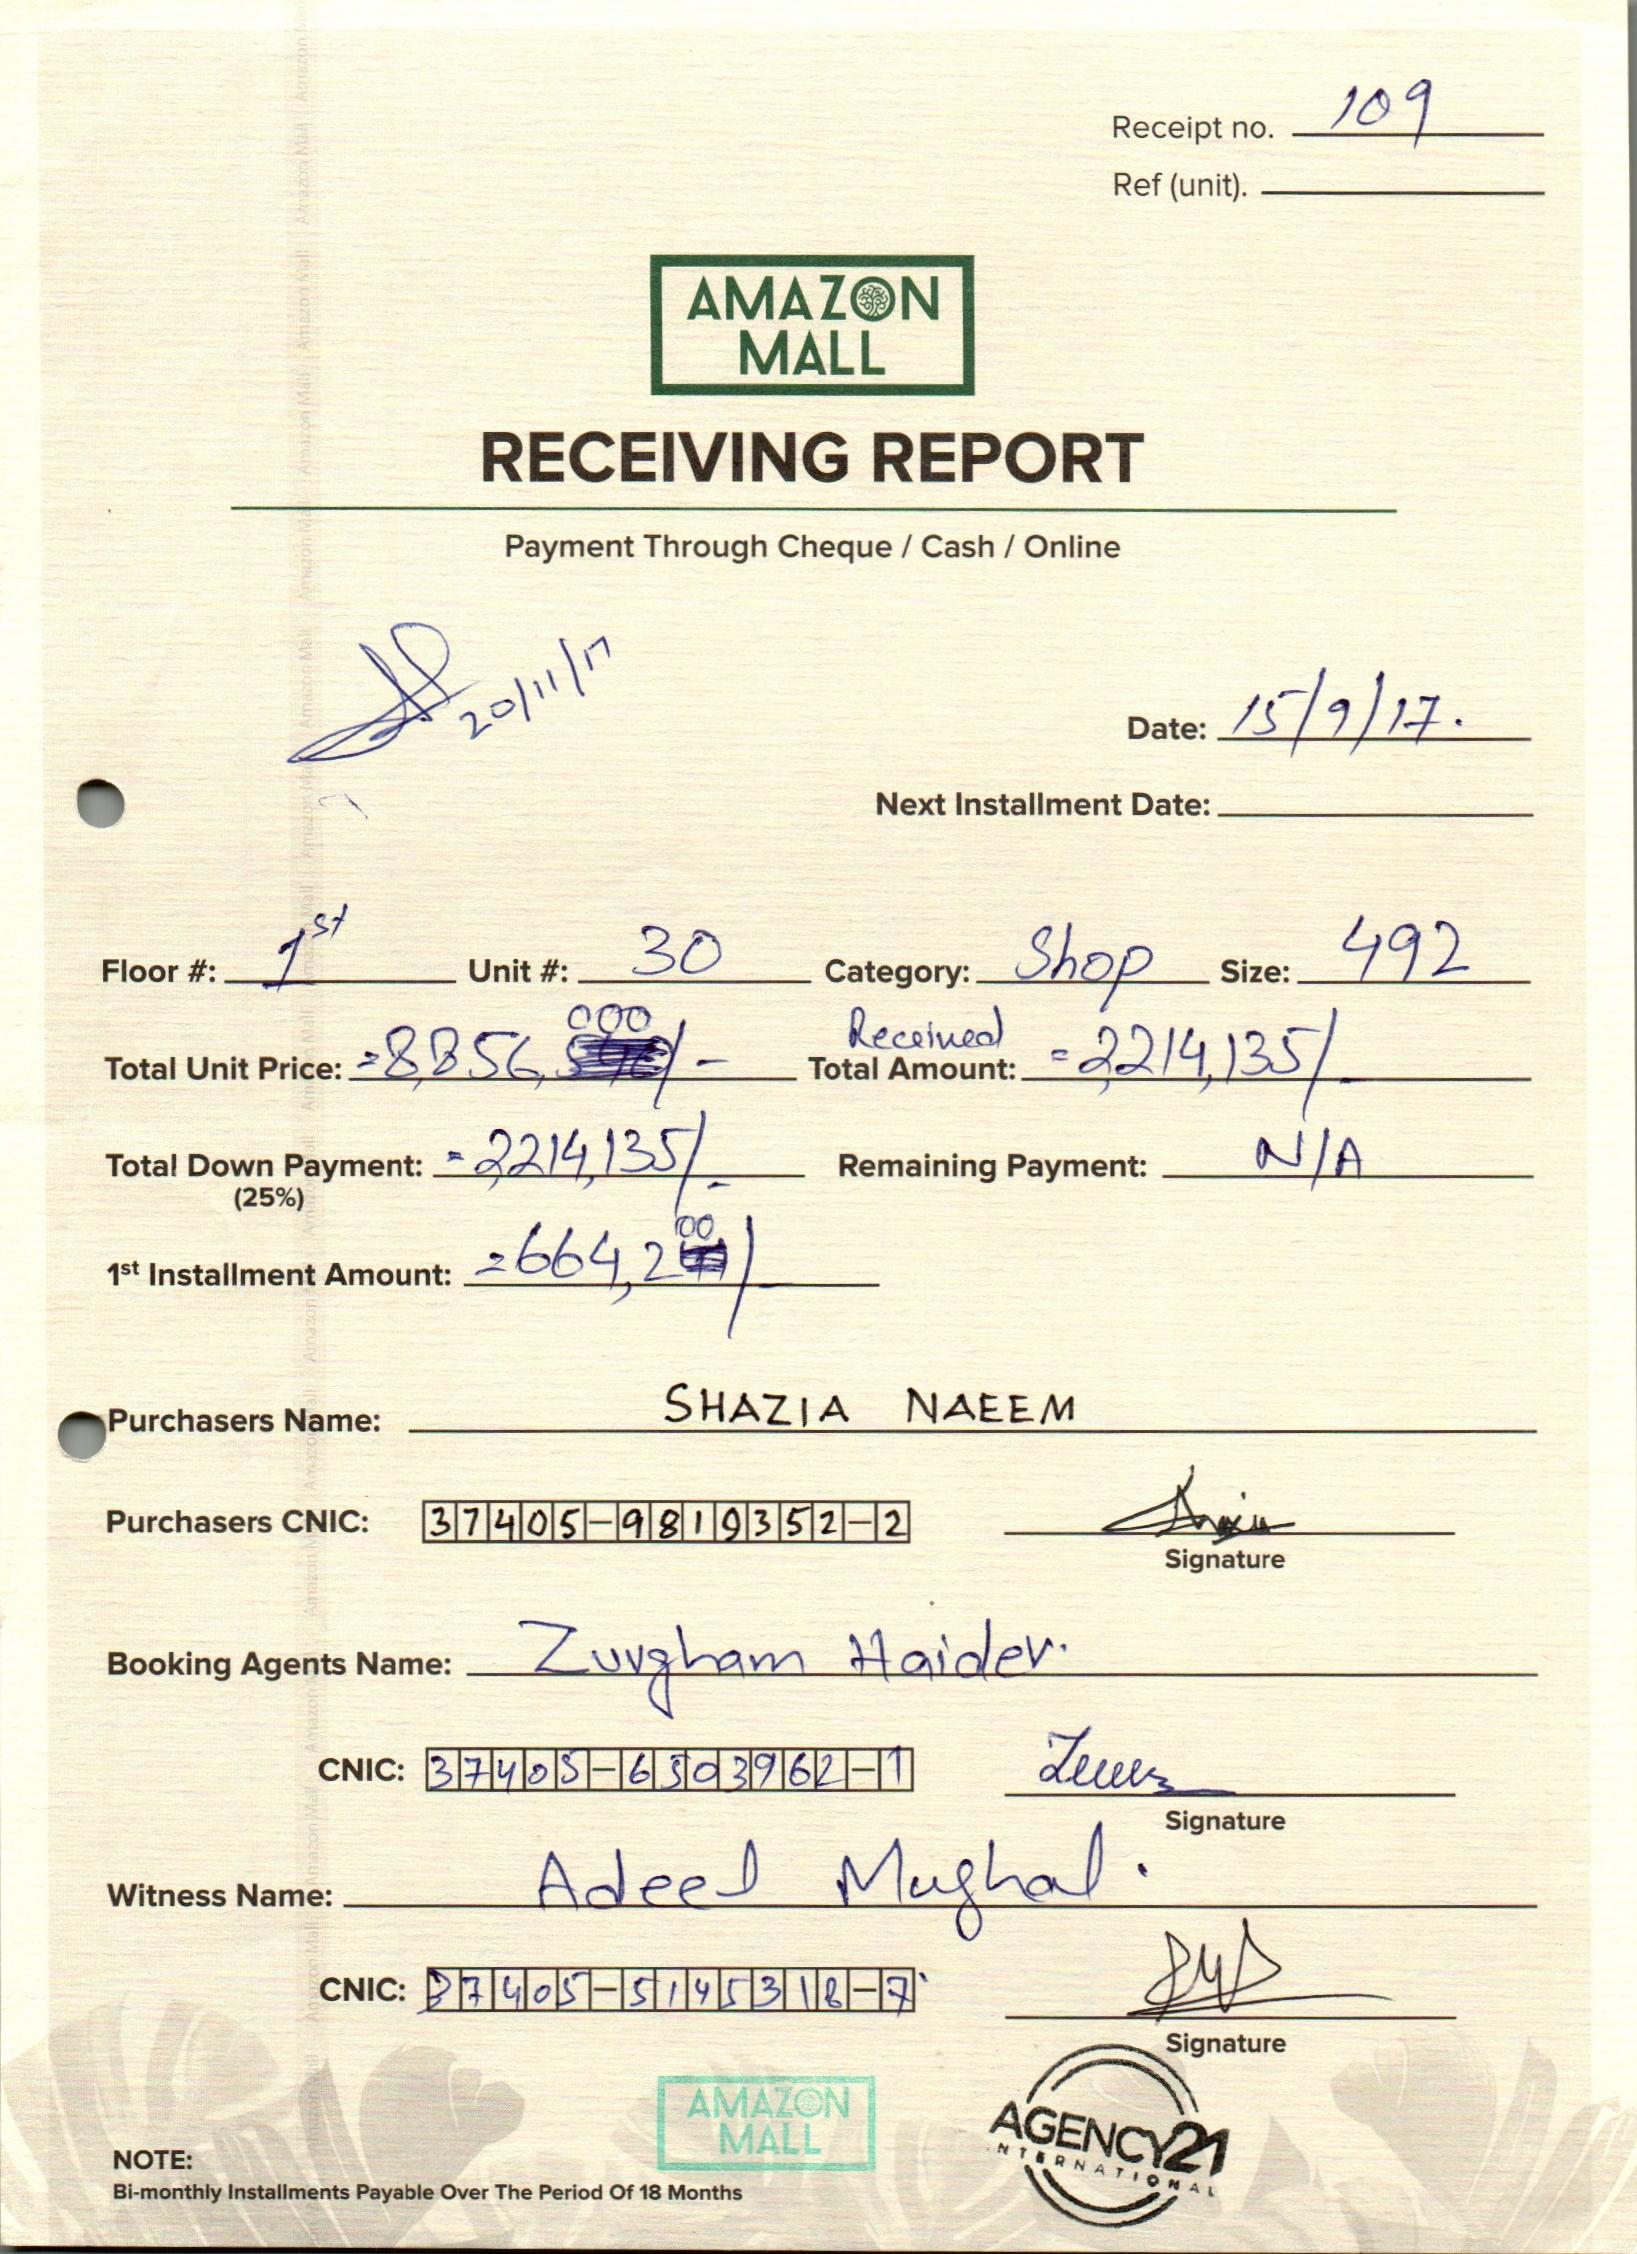 Receipt no. 109
Ref (unit).
AMAZON
MALL
RECEIVING REPORT
Payment Through Cheque / Cash / Online
20/11/17
Date: 15/9/17.
Next Installment Date:
Floor #: 1st Unit #: 30 Category: Shop Size: 492
Total Unit Price: =8,856,000/- Received Total Amount: =2,214,135/-
Total Down Payment: =2,214,135/- Remaining Payment: N/A
(25%)
1st Installment Amount: =664,200/-
Purchasers Name: SHAZIA NAEEM
Purchasers CNIC: 37405-9819352-2
Signature
Booking Agents Name: Zurgham Haider.
CNIC: 37405-6503962-1
Signature
Witness Name: Adeel Mughal.
CNIC: 37405-5145318-7
Signature
AMAZON
MALL
AGENCY21
INTERNATIONAL
NOTE:
Bi-monthly Installments Payable Over The Period Of 18 Months